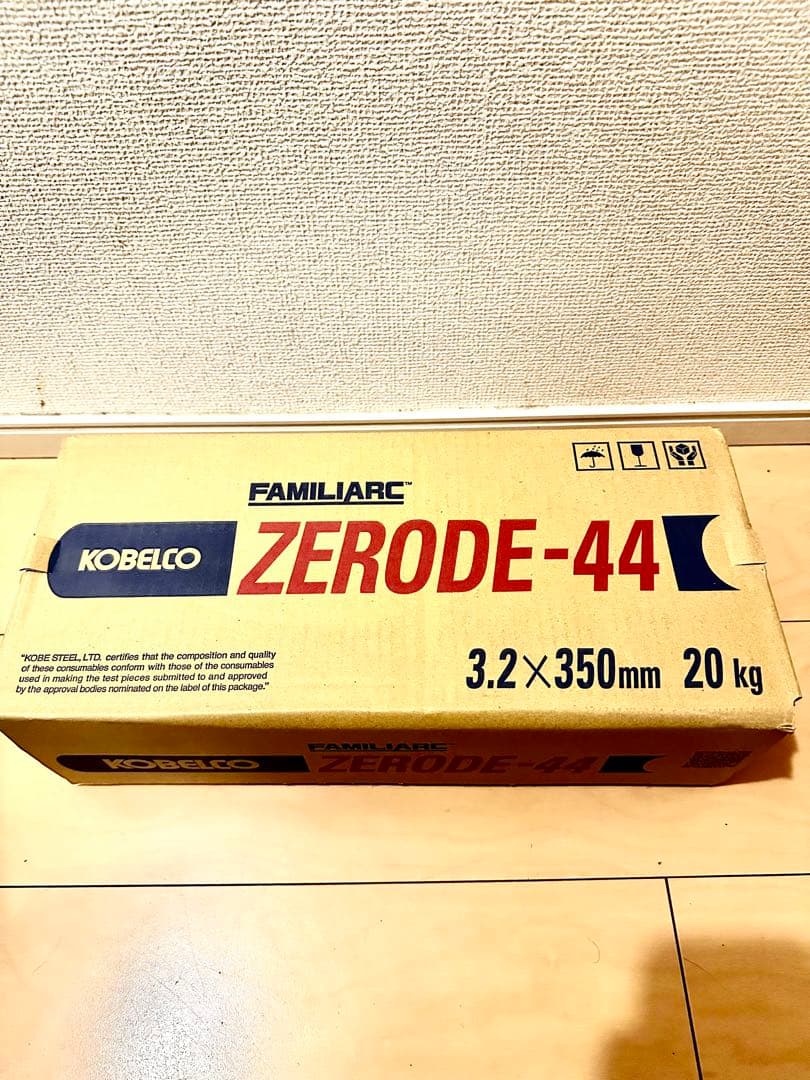 FAMILIARC™
KOBELCO ZERODE-44
"KOBE STEEL, LTD. certifies that the composition and quality
of these consumables conform with those of the consumables
used in making the test pieces submitted to and approved
by the approval bodies nominated on the label of this package."
3.2×350mm 20 kg
FAMILIARC
KOBELCO ZERODE-44